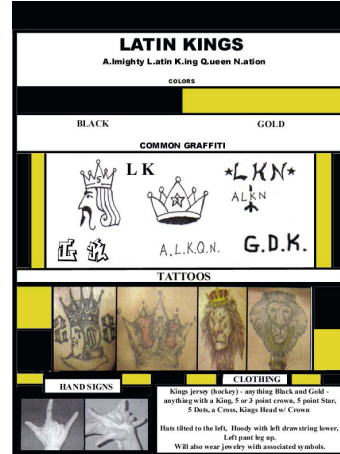 LATIN KINGS
A.lmighty L.atin K.ing Q.ueen N.ation
COLORS
BLACK GOLD
COMMON GRAFFITI
L K
★LKN★
ALKN
L K
A.L.K.Q.N.
G.D.K.
TATTOOS
HAND SIGNS
CLOTHING
Kings jersey (hockey) - anything Black and Gold -
anything with a King, 5 or 3 point crown, 5 point Star,
5 Dots, a Cross, Kings Head w/ Crown
Hats tilted to the left, Hoody with left drawstring lower,
Left pant leg up.
Will also wear jewelry with associated symbols.